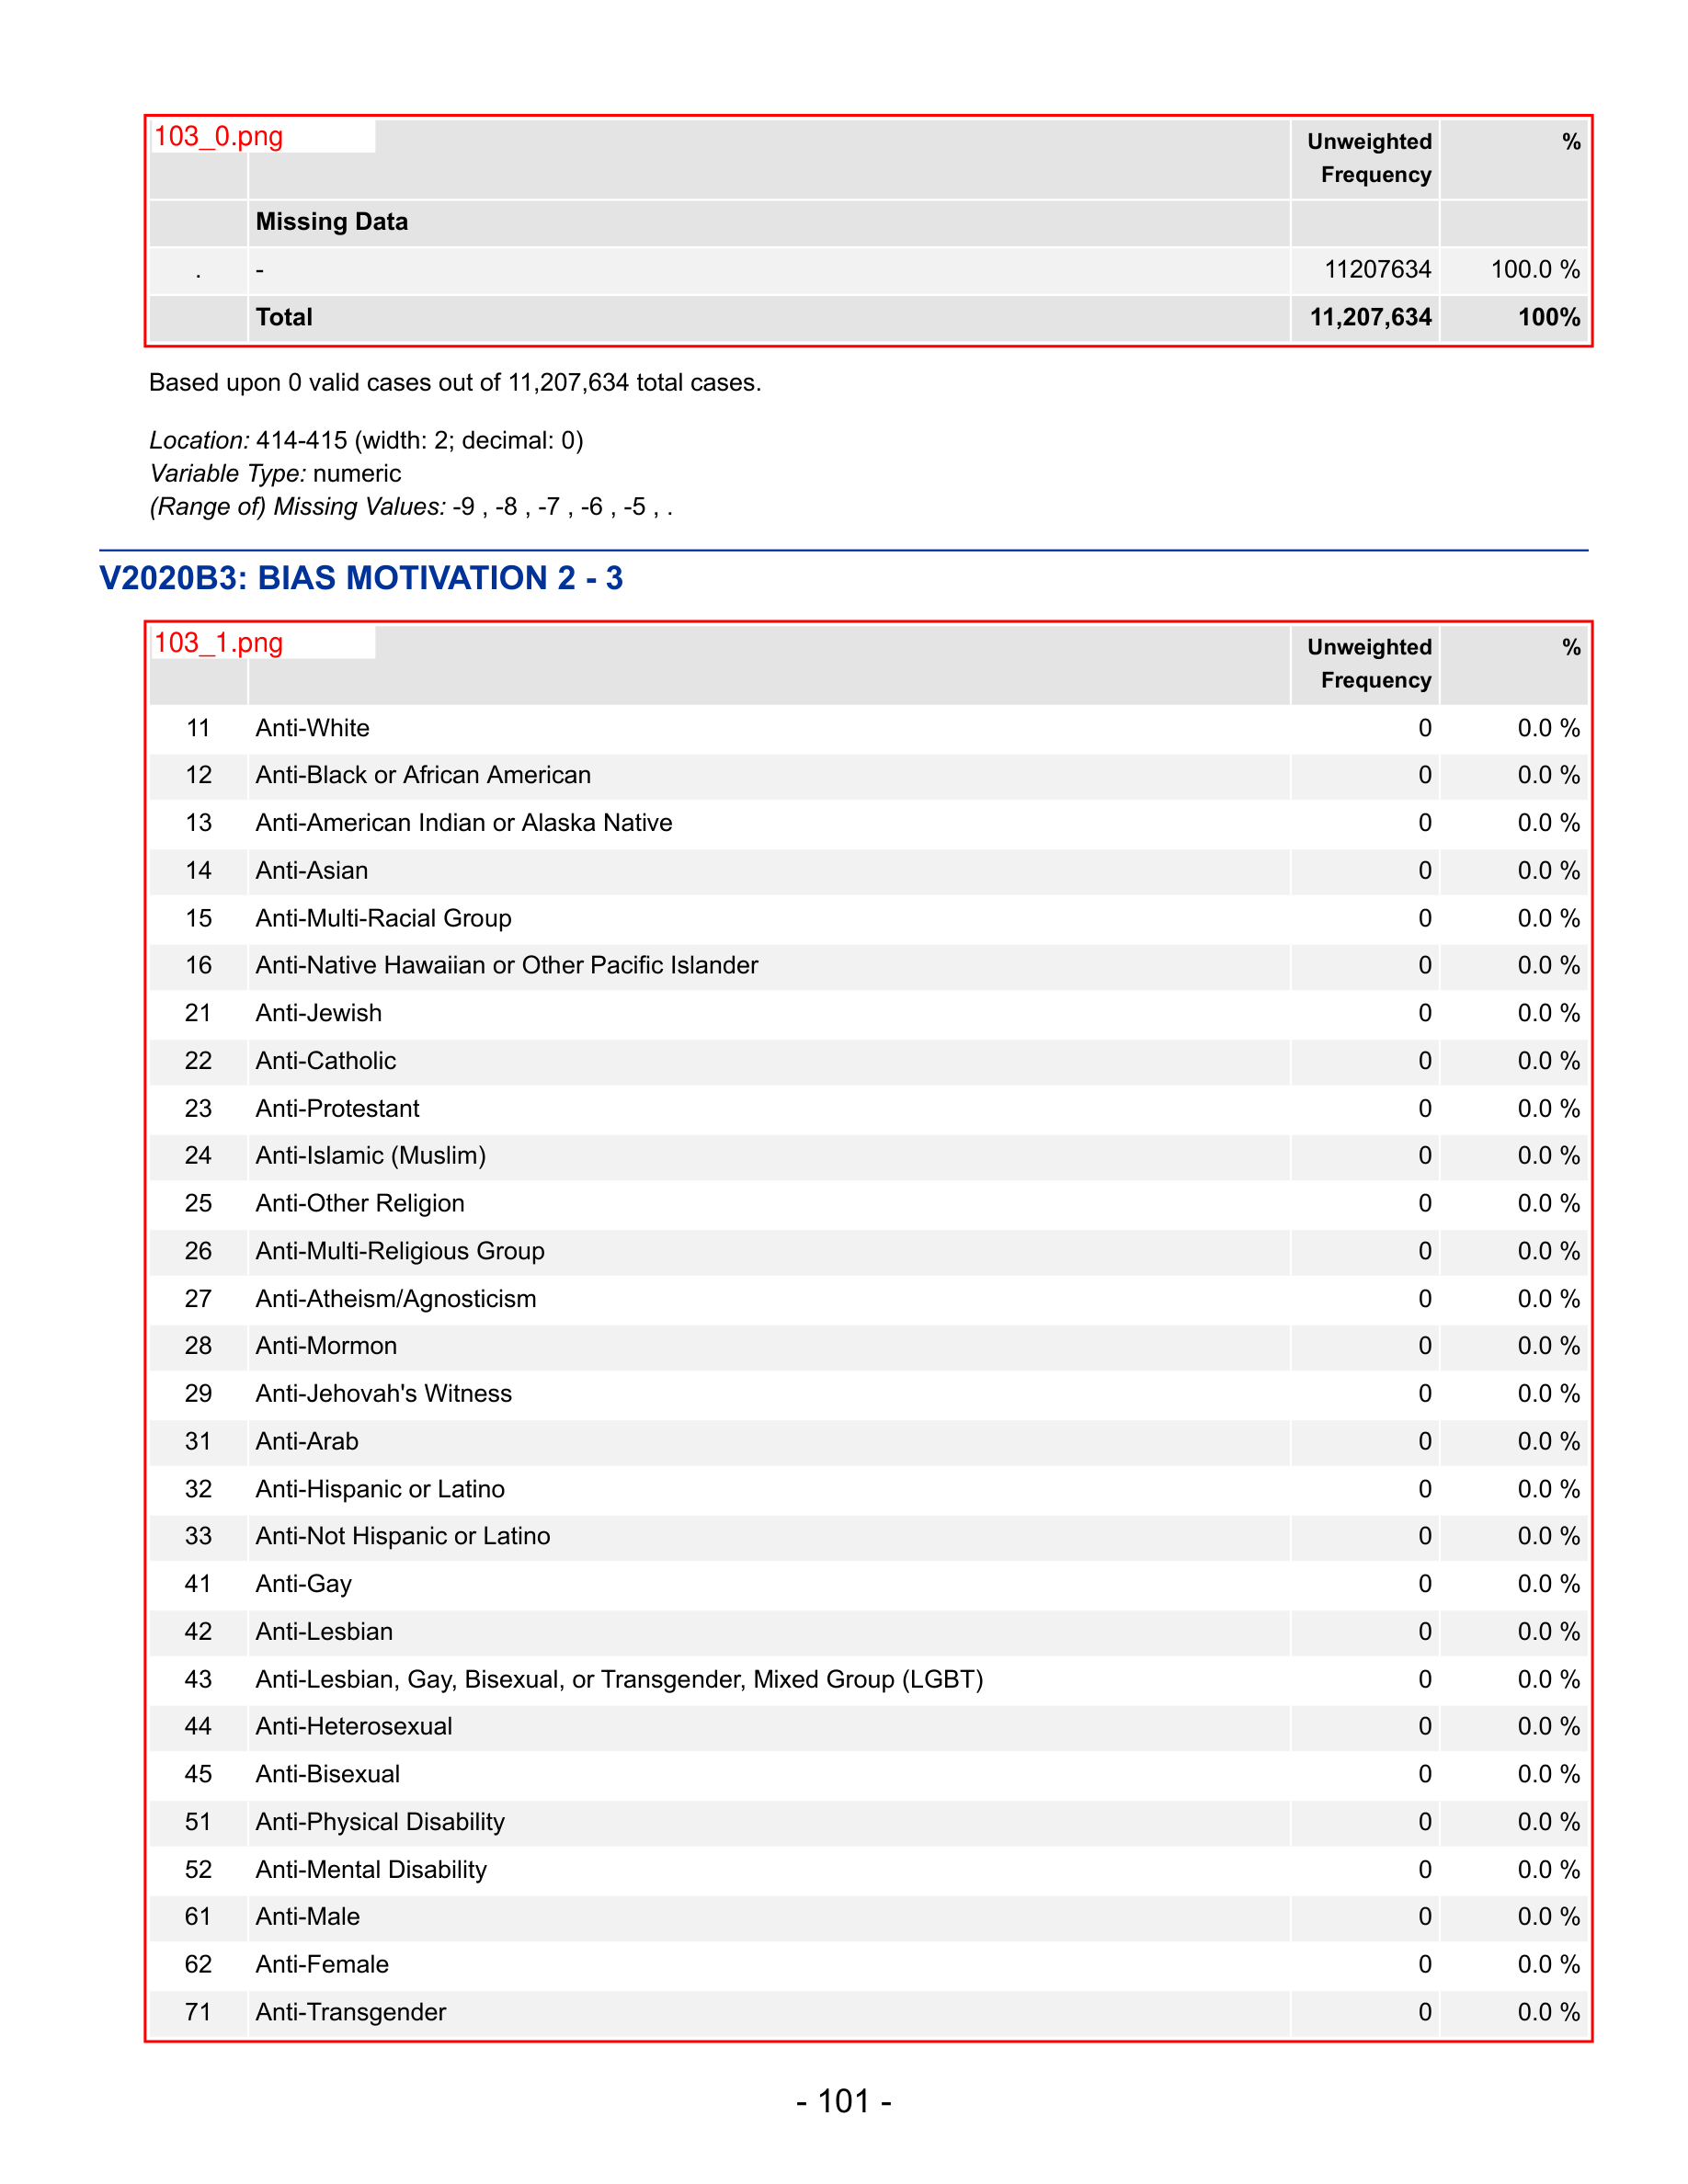 103_0.png
Unweighted Frequency %
Missing Data
. - 11207634 100.0 %
Total 11,207,634 100%
Based upon 0 valid cases out of 11,207,634 total cases.
Location: 414-415 (width: 2; decimal: 0)
Variable Type: numeric
(Range of) Missing Values: -9 , -8 , -7 , -6 , -5 , .
V2020B3: BIAS MOTIVATION 2 - 3
103_1.png
Unweighted Frequency %
11 Anti-White 0 0.0 %
12 Anti-Black or African American 0 0.0 %
13 Anti-American Indian or Alaska Native 0 0.0 %
14 Anti-Asian 0 0.0 %
15 Anti-Multi-Racial Group 0 0.0 %
16 Anti-Native Hawaiian or Other Pacific Islander 0 0.0 %
21 Anti-Jewish 0 0.0 %
22 Anti-Catholic 0 0.0 %
23 Anti-Protestant 0 0.0 %
24 Anti-Islamic (Muslim) 0 0.0 %
25 Anti-Other Religion 0 0.0 %
26 Anti-Multi-Religious Group 0 0.0 %
27 Anti-Atheism/Agnosticism 0 0.0 %
28 Anti-Mormon 0 0.0 %
29 Anti-Jehovah's Witness 0 0.0 %
31 Anti-Arab 0 0.0 %
32 Anti-Hispanic or Latino 0 0.0 %
33 Anti-Not Hispanic or Latino 0 0.0 %
41 Anti-Gay 0 0.0 %
42 Anti-Lesbian 0 0.0 %
43 Anti-Lesbian, Gay, Bisexual, or Transgender, Mixed Group (LGBT) 0 0.0 %
44 Anti-Heterosexual 0 0.0 %
45 Anti-Bisexual 0 0.0 %
51 Anti-Physical Disability 0 0.0 %
52 Anti-Mental Disability 0 0.0 %
61 Anti-Male 0 0.0 %
62 Anti-Female 0 0.0 %
71 Anti-Transgender 0 0.0 %
- 101 -